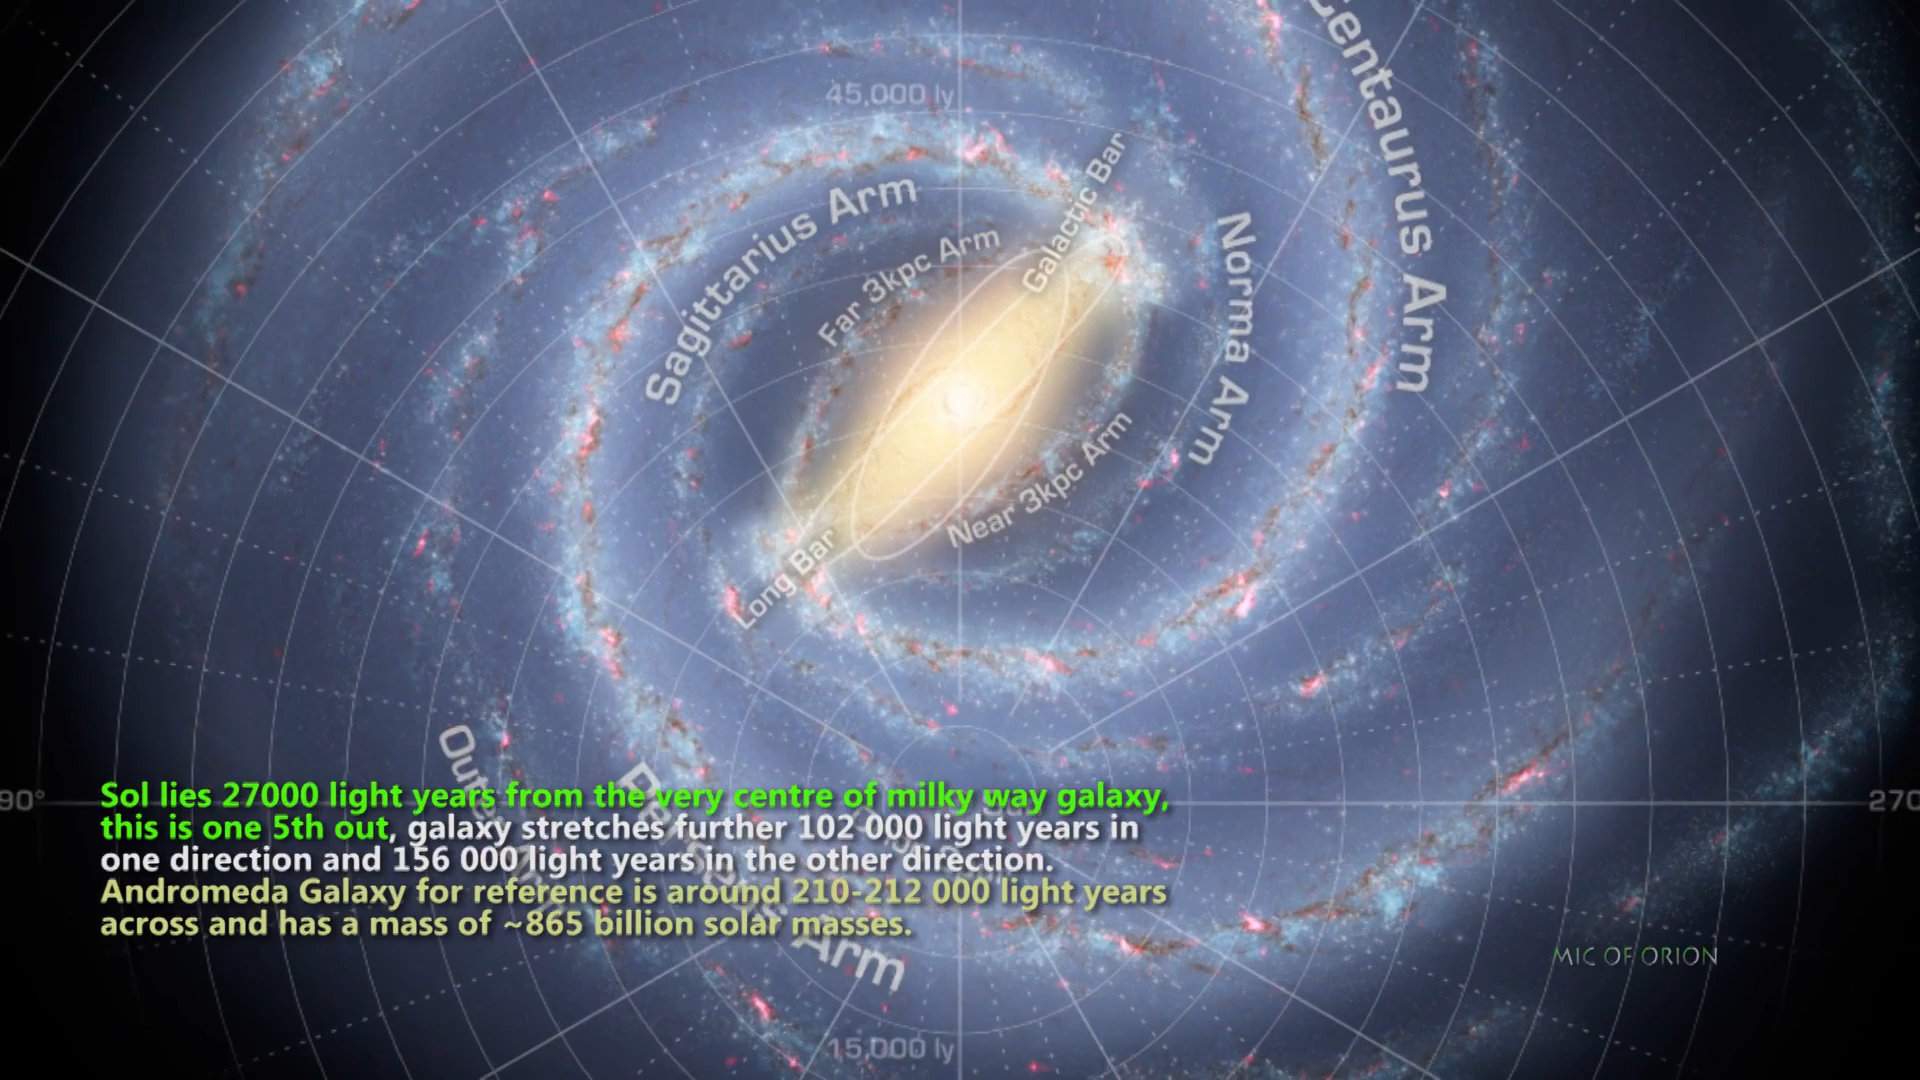 Centaurus Arm
45,000 ly
Galactic Bar
Sagittarius Arm
Far 3kpc Arm
Norma Arm
Near 3kpc Arm
Long Bar
90°
270
Sol lies 27000 light years from the very centre of milky way galaxy,
this is one 5th out, galaxy stretches further 102 000 light years in
one direction and 156 000 light years in the other direction.
Andromeda Galaxy for reference is around 210-212 000 light years
across and has a mass of ~865 billion solar masses.
Arm
MIC OF ORION
15,000 ly